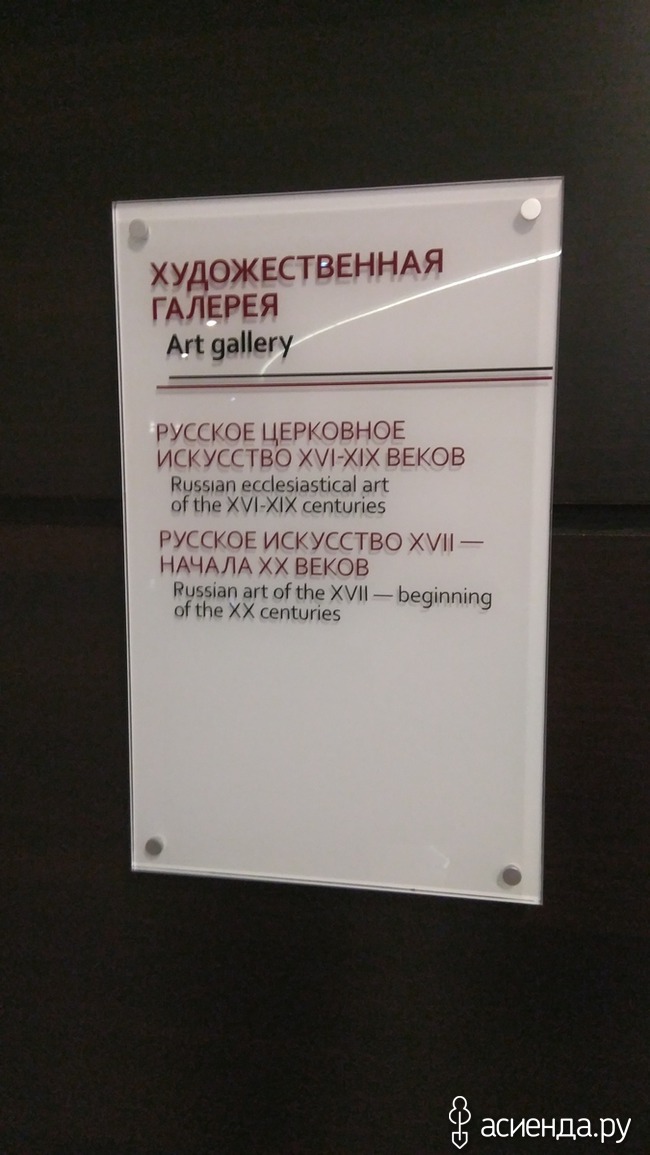 ХУДОЖЕСТВЕННАЯ
ГАЛЕРЕЯ
Art gallery
РУССКОЕ ЦЕРКОВНОЕ
ИСКУССТВО XVI-XIX ВЕКОВ
Russian ecclesiastical art
of the XVI-XIX centuries
РУССКОЕ ИСКУССТВО XVII —
НАЧАЛА XX ВЕКОВ
Russian art of the XVII — beginning
of the XX centuries
асиенда.ру